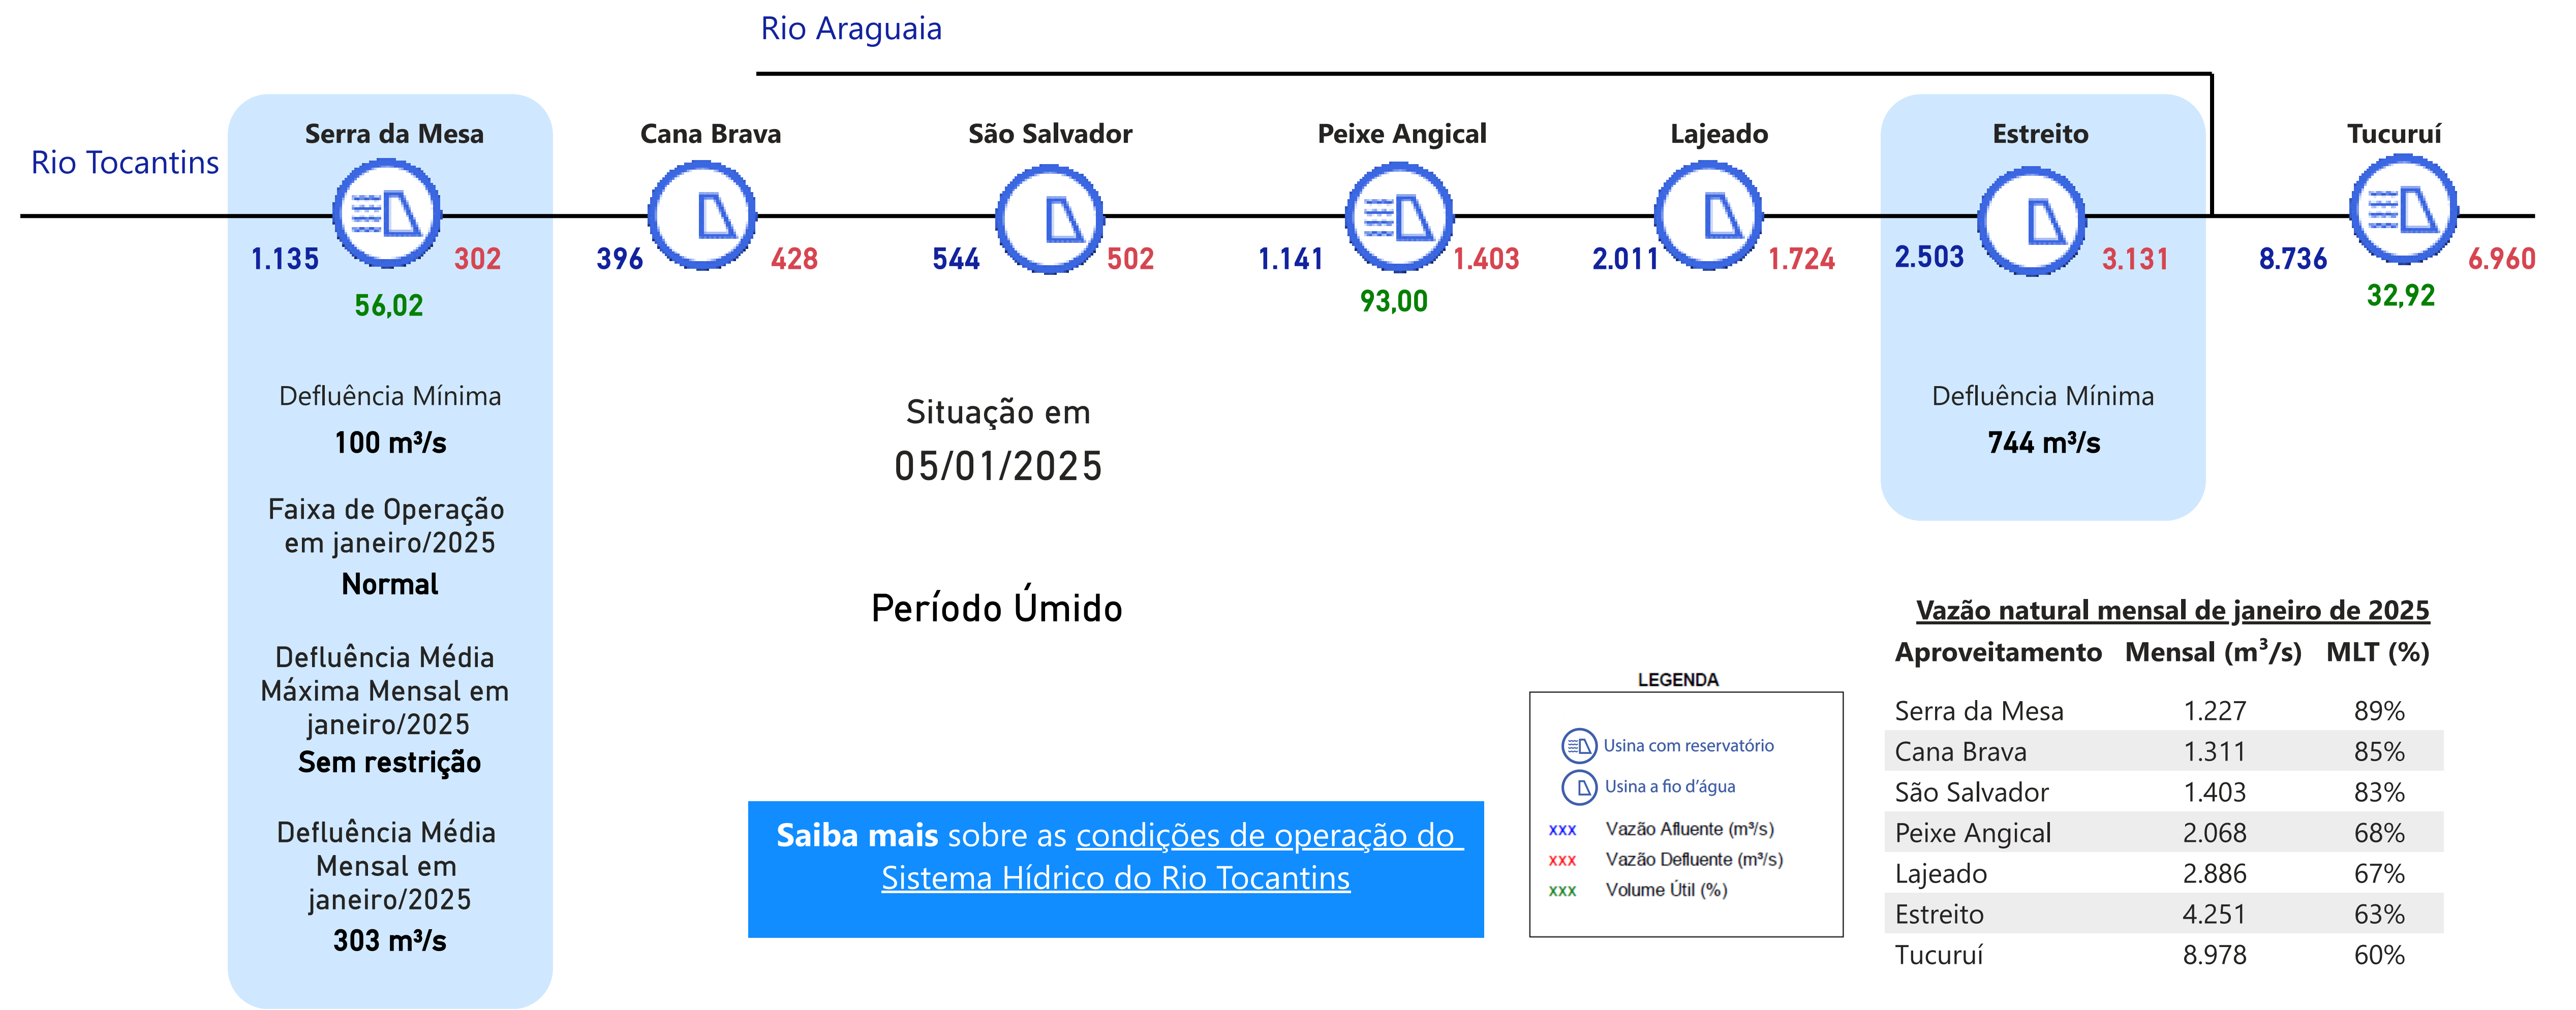 Rio Araguaia
Rio Tocantins
Serra da Mesa
Cana Brava
São Salvador
Peixe Angical
Lajeado
Estreito
Tucuruí
1.135
302
396
428
544
502
1.141
1.403
2.011
1.724
2.503
3.131
8.736
6.960
56,02
93,00
32,92
Defluência Mínima
100 m³/s
Faixa de Operação
em janeiro/2025
Normal
Defluência Média
Máxima Mensal em
janeiro/2025
Sem restrição
Defluência Média
Mensal em
janeiro/2025
303 m³/s
Situação em
05/01/2025
Período Úmido
Defluência Mínima
744 m³/s
Saiba mais sobre as condições de operação do
Sistema Hídrico do Rio Tocantins
LEGENDA
Usina com reservatório
Usina a fio d’água
xxx Vazão Afluente (m³/s)
xxx Vazão Defluente (m³/s)
xxx Volume Útil (%)
Vazão natural mensal de janeiro de 2025
Aproveitamento Mensal (m³/s) MLT (%)
Serra da Mesa 1.227 89%
Cana Brava 1.311 85%
São Salvador 1.403 83%
Peixe Angical 2.068 68%
Lajeado 2.886 67%
Estreito 4.251 63%
Tucuruí 8.978 60%